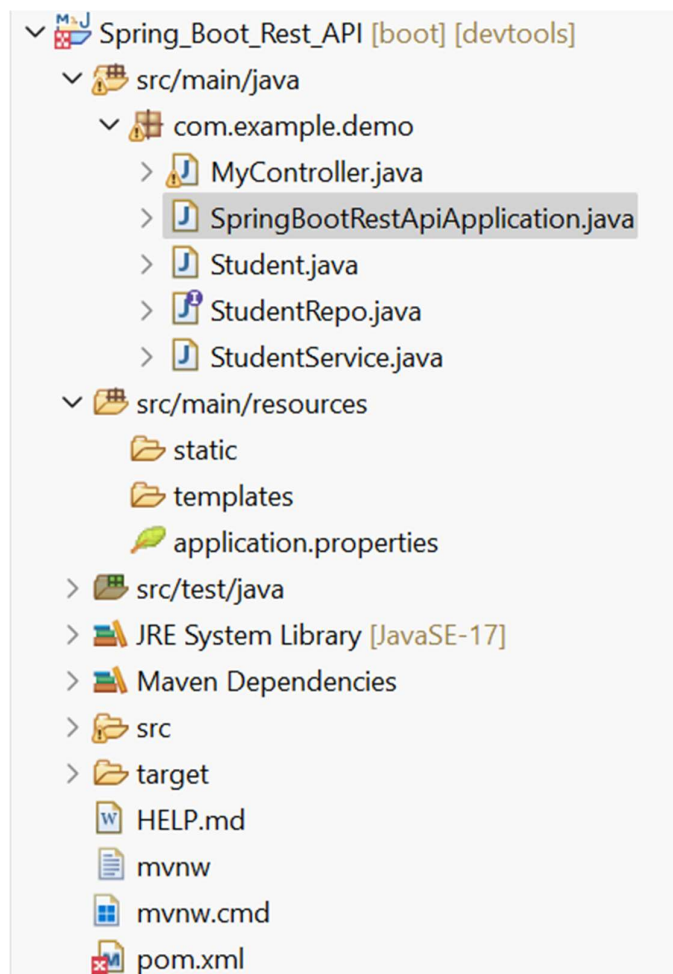 Spring_Boot_Rest_API [boot] [devtools]
src/main/java
com.example.demo
MyController.java
SpringBootRestApiApplication.java
Student.java
StudentRepo.java
StudentService.java
src/main/resources
static
templates
application.properties
src/test/java
JRE System Library [JavaSE-17]
Maven Dependencies
src
target
HELP.md
mvnw
mvnw.cmd
pom.xml